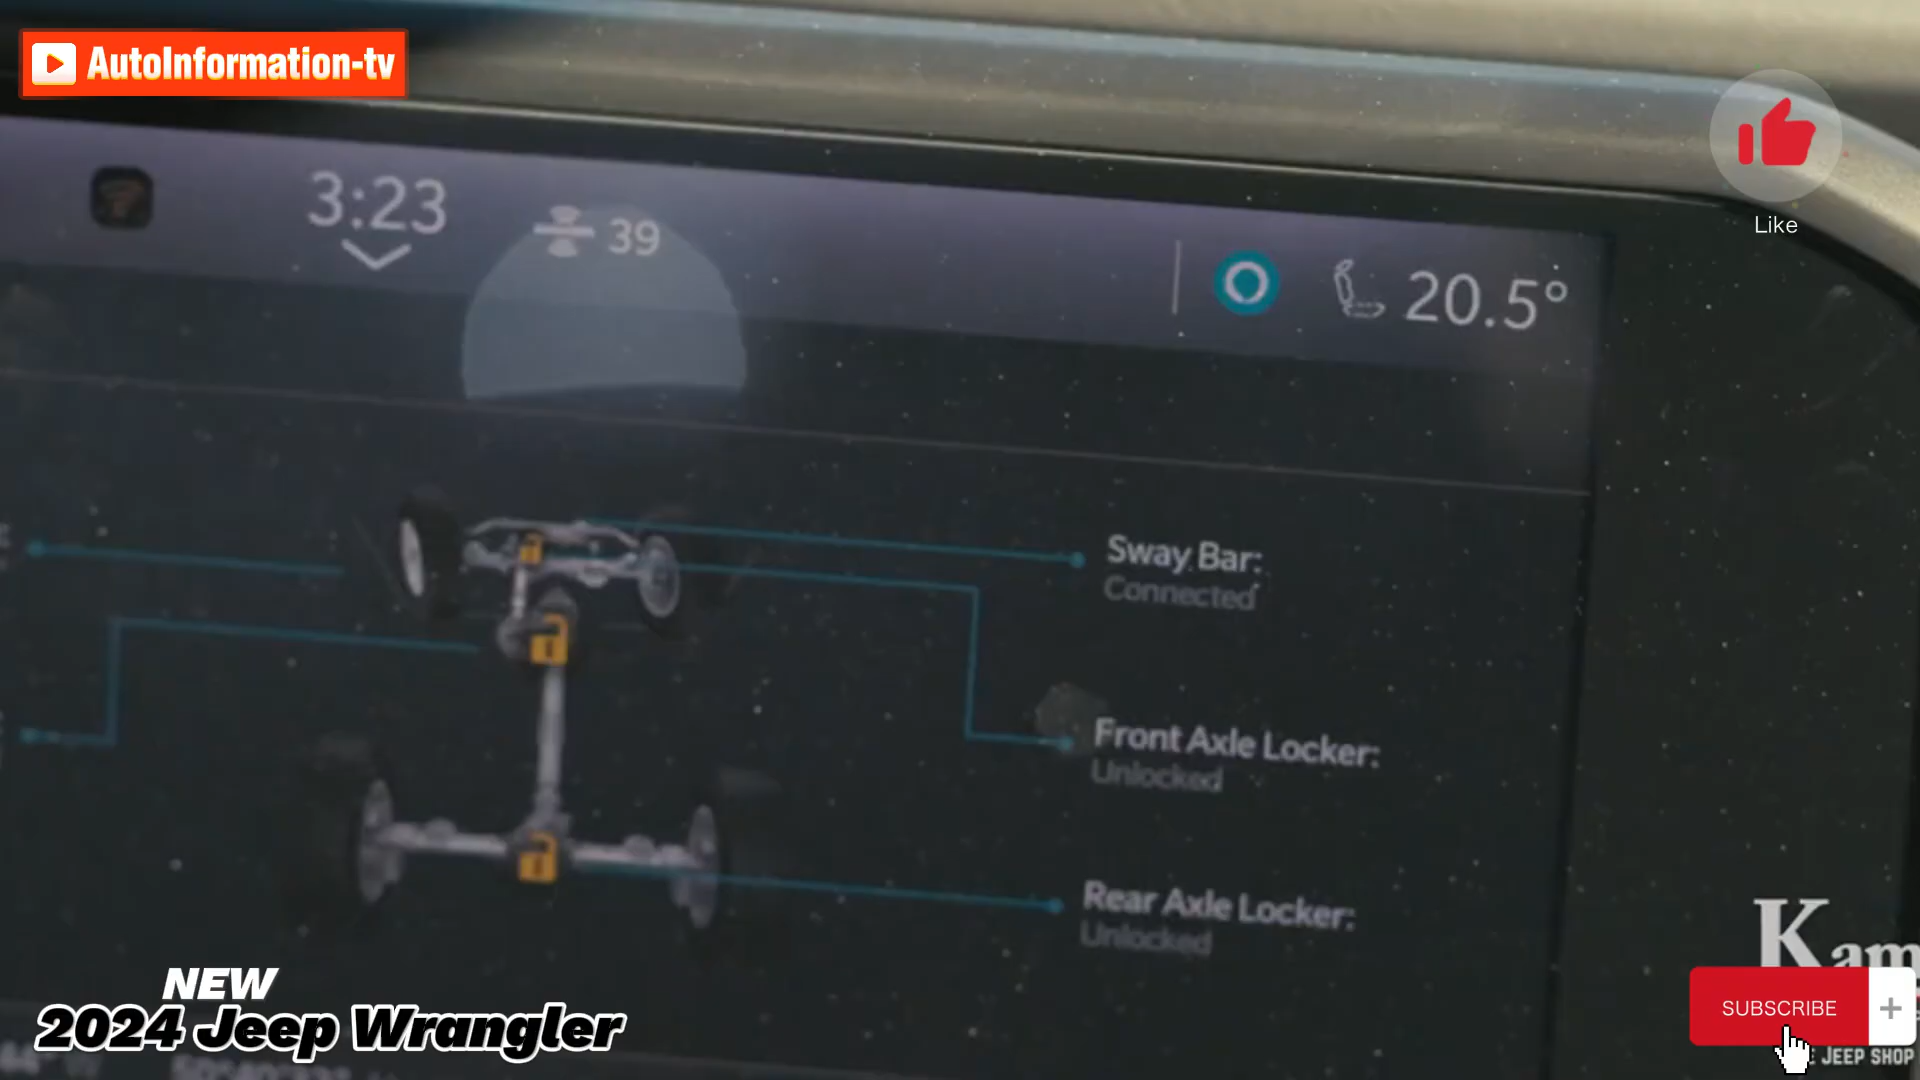 AutoInformation-tv
3:23
39
20.5°
Like
Sway Bar:
Connected
Front Axle Locker:
Unlocked
Rear Axle Locker:
Unlocked
NEW
2024 Jeep Wrangler
SUBSCRIBE
JEEP SHOP